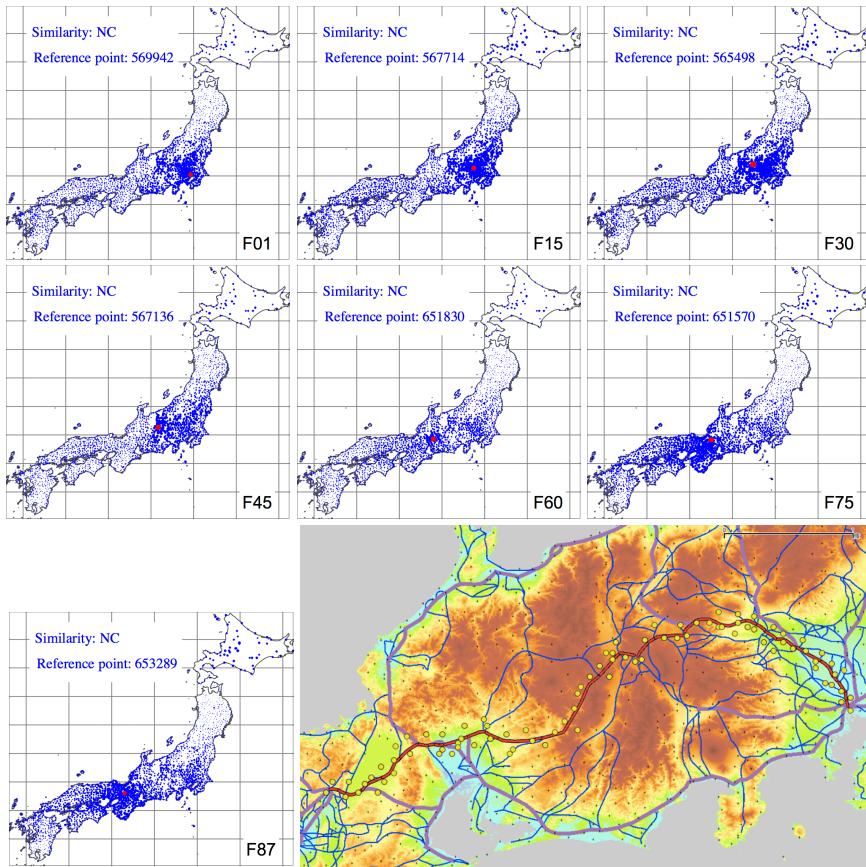 Similarity: NC
Reference point: 569942
F01
Similarity: NC
Reference point: 567714
F15
Similarity: NC
Reference point: 565498
F30
Similarity: NC
Reference point: 567136
F45
Similarity: NC
Reference point: 651830
F60
Similarity: NC
Reference point: 651570
F75
Similarity: NC
Reference point: 653289
F87